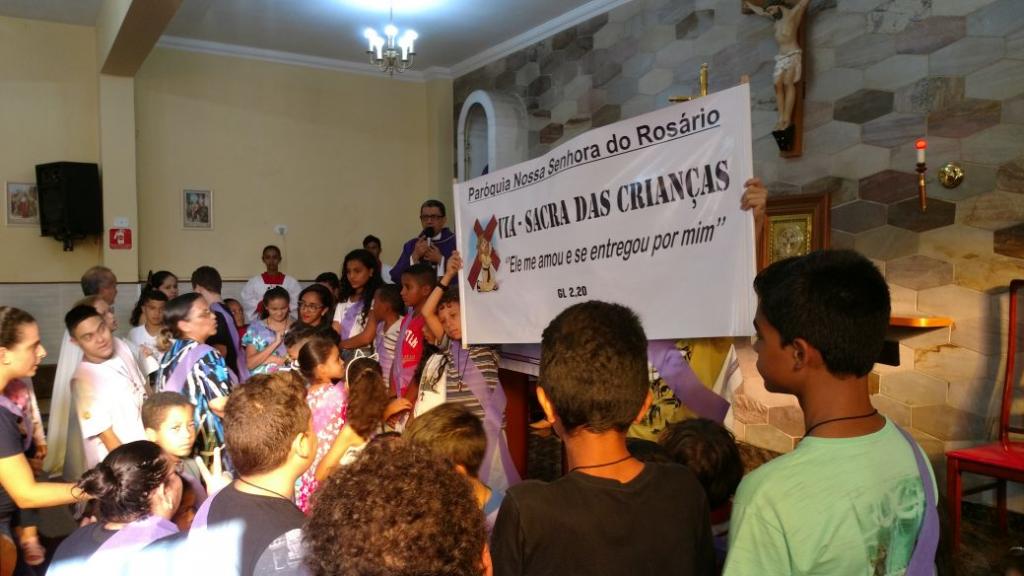 Paróquia Nossa Senhora do Rosário
VIA - SACRA DAS CRIANÇAS
"Ele me amou e se entregou por mim"
GL 2,20